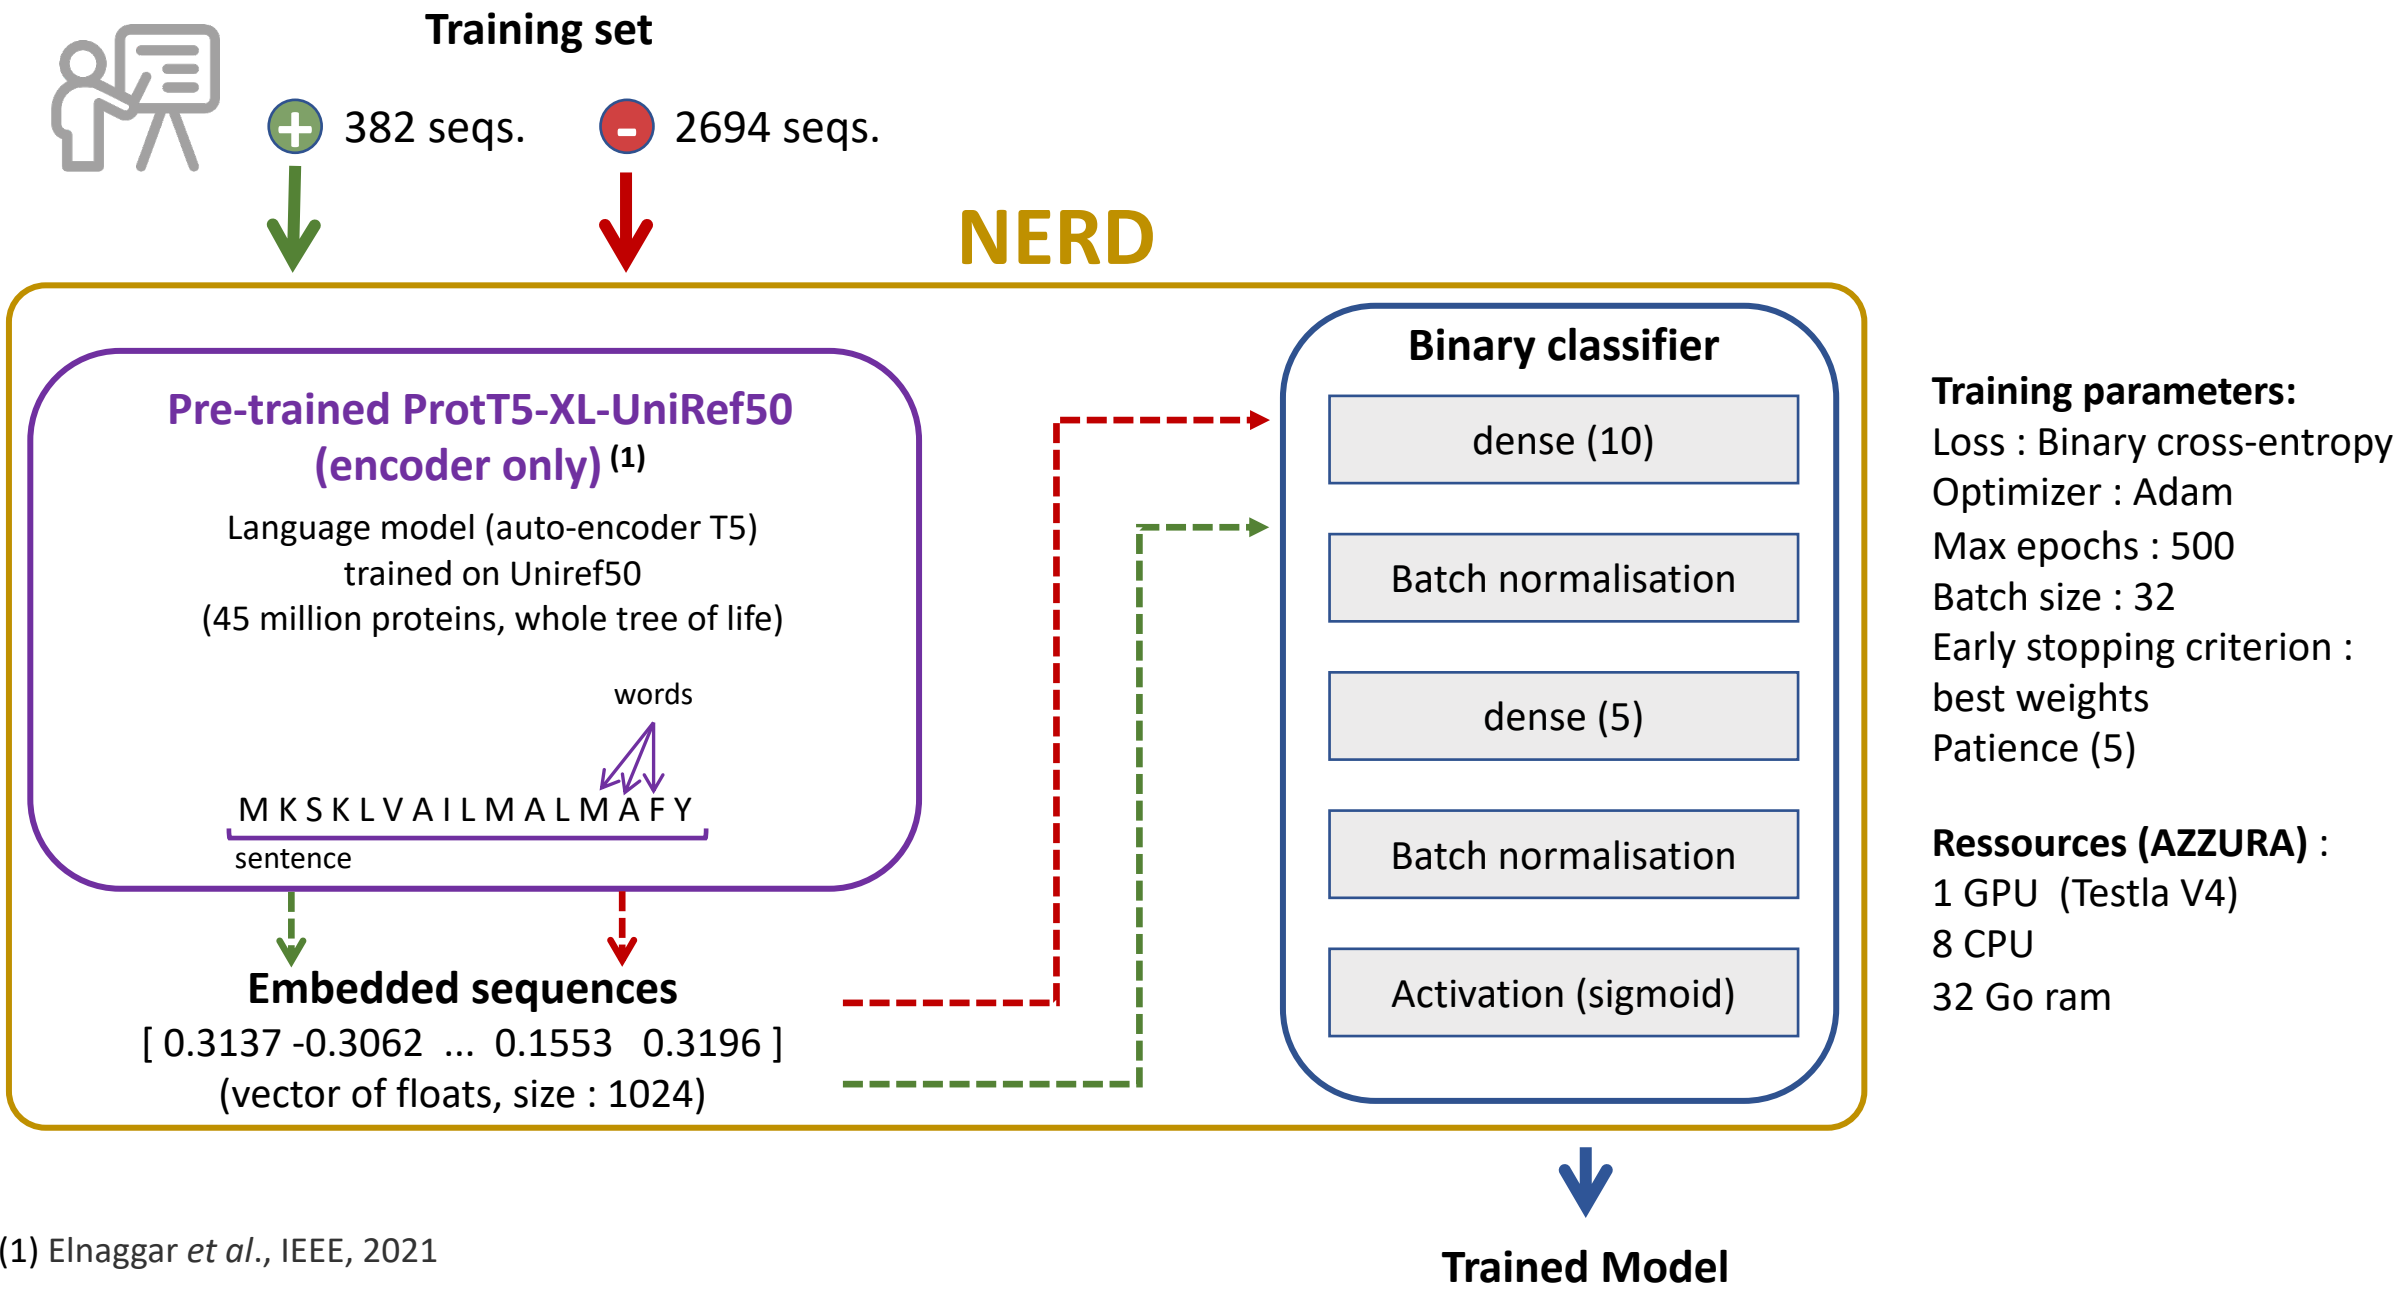 Training set
+ 382 seqs.
- 2694 seqs.
NERD
Pre-trained ProtT5-XL-UniRef50
(encoder only) (1)
Language model (auto-encoder T5)
trained on Uniref50
(45 million proteins, whole tree of life)
words
M K S K L V A I L M A L M A F Y
sentence
Embedded sequences
[ 0.3137 -0.3062 ... 0.1553 0.3196 ]
(vector of floats, size : 1024)
Binary classifier
dense (10)
Batch normalisation
dense (5)
Batch normalisation
Activation (sigmoid)
Trained Model
Training parameters:
Loss : Binary cross-entropy
Optimizer : Adam
Max epochs : 500
Batch size : 32
Early stopping criterion :
best weights
Patience (5)
Ressources (AZZURA) :
1 GPU (Testla V4)
8 CPU
32 Go ram
(1) Elnaggar et al., IEEE, 2021